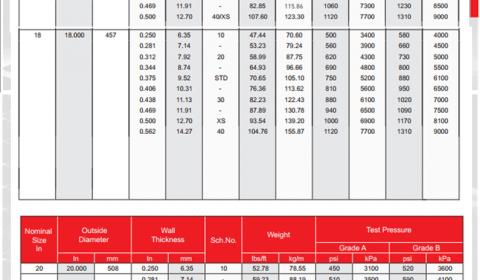 0.469 11.91 - 82.85 115.86 1060 7300 1230 8500
0.500 12.70 40/XS 107.60 123.30 1120 7700 1310 9000
18 18.000 457 0.250 6.35 10 47.44 70.60 500 3400 580 4000
0.281 7.14 - 53.23 79.24 560 3900 660 4500
0.312 7.92 20 58.99 87.75 620 4300 730 5000
0.344 8.74 - 64.93 96.66 690 4800 800 5500
0.375 9.52 STD 70.65 105.10 750 5200 880 6100
0.406 10.31 - 76.36 113.62 810 5600 950 6500
0.438 11.13 30 82.23 122.43 880 6100 1020 7000
0.469 11.91 - 87.89 130.78 940 6500 1090 7500
0.500 12.70 XS 93.54 139.20 1000 6900 1170 8100
0.562 14.27 40 104.76 155.87 1120 7700 1310 9000
Nominal Size In Outside Diameter Wall Thickness Sch.No. Weight Test Pressure
Grade A Grade B
In mm In mm lbs/ft kg/m psi kPa psi kPa
20 20.000 508 0.250 6.35 10 52.78 78.55 450 3100 520 3600
0.281 7.14 - 59.23 88.19 510 3500 590 4100